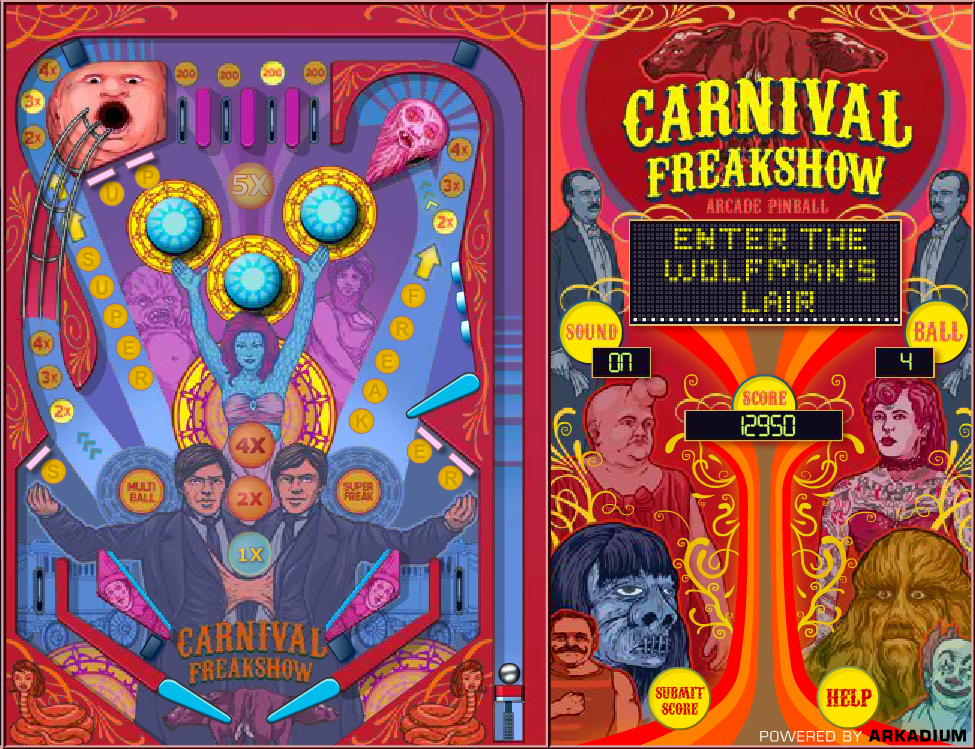 200 200 200 200
4X
3X
2X
5X
4X
3X
2X
S
U
P
E
R
U
P
F
R
E
A
K
E
R
S
4X
3X
2X
4X
2X
1X
MULTI
BALL
SUPER
FREAK
CARNIVAL
FREAKSHOW
CARNIVAL
FREAKSHOW
ARCADE PINBALL
ENTER THE
WOLFMAN'S
LAIR
SOUND
ON
BALL
4
SCORE
12950
SUBMIT
SCORE
HELP
POWERED BY ARKADIUM